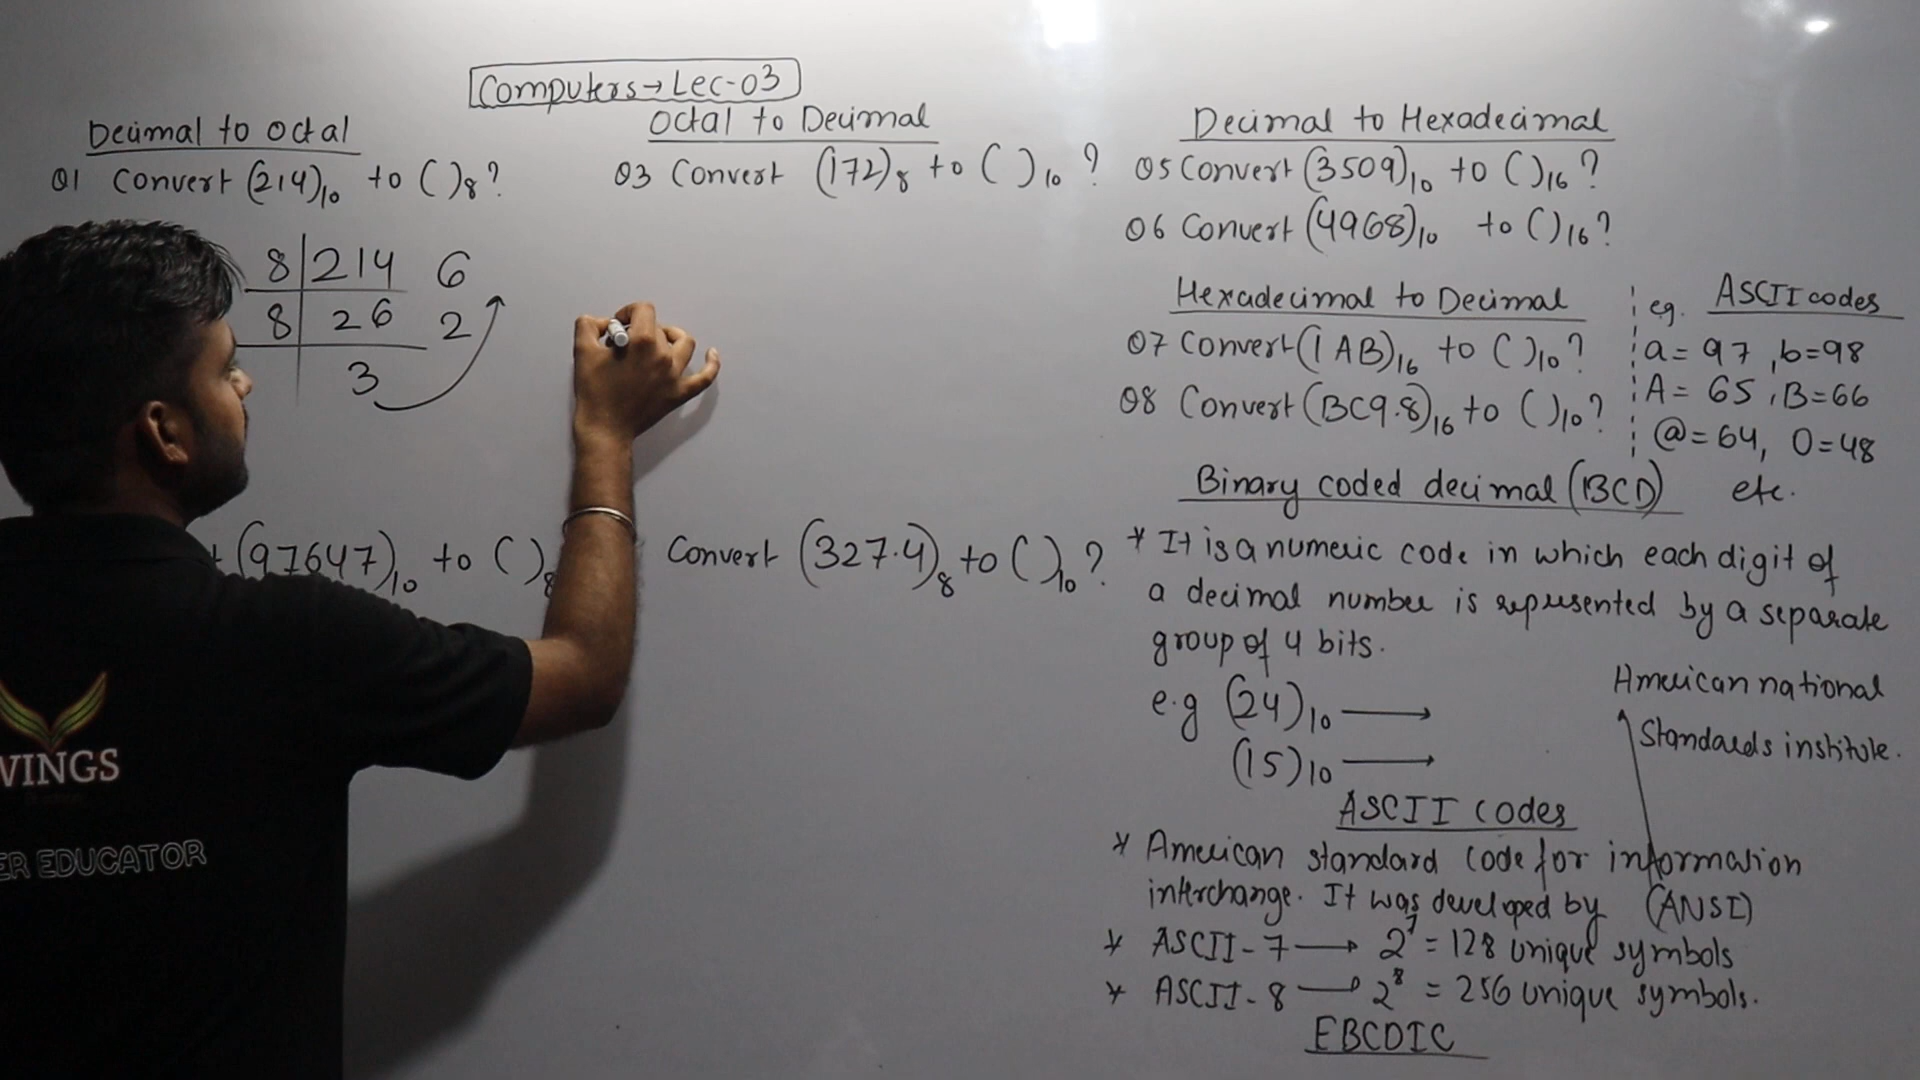 Computers → Lec-03
Decimal to octal
Q1 Convert (214)₁₀ to ( )₈ ?
8 | 214 6
8 | 26 2
3
(97647)₁₀ to ( )₈
Octal to Decimal
Q3 Convert (172)₈ to ( )₁₀ ?
Convert (327.4)₈ to ( )₁₀ ?
Decimal to Hexadecimal
Q5 Convert (3509)₁₀ to ( )₁₆ ?
Q6 Convert (4968)₁₀ to ( )₁₆ ?
Hexadecimal to Decimal
Q7 Convert (1AB)₁₆ to ( )₁₀ ?
Q8 Convert (BC9.8)₁₆ to ( )₁₀ ?
eg. ASCII codes
a = 97 , b = 98
A = 65 , B = 66
@ = 64, 0 = 48
etc.
Binary coded decimal (BCD)
* It is a numeric code in which each digit of
a decimal number is represented by a separate
group of 4 bits.
e.g (24)₁₀ →
(15)₁₀ →
American national
Standards institute.
ASCII codes
* American standard code for information
interchange. It was developed by (ANSI)
* ASCII-7 → 2⁷ = 128 unique symbols
* ASCII-8 → 2⁸ = 256 unique symbols.
EBCDIC
WINGS
ER EDUCATOR